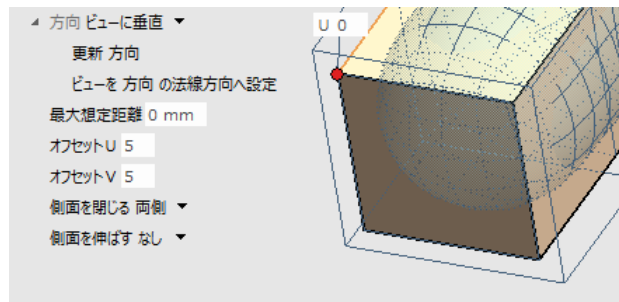 方向 ビューに垂直
U 0
更新 方向
ビューを 方向 の法線方向へ設定
最大想定距離 0 mm
オフセット U 5
オフセット V 5
側面を閉じる 両側
側面を伸ばす なし